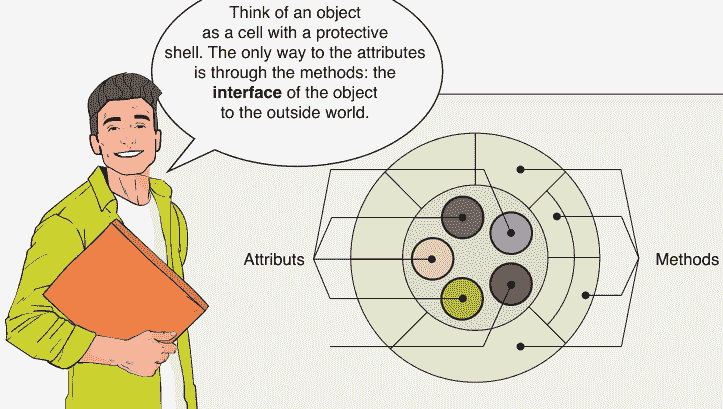 Think of an object
as a cell with a protective
shell. The only way to the attributes
is through the methods: the
interface of the object
to the outside world.
Attributs
Methods